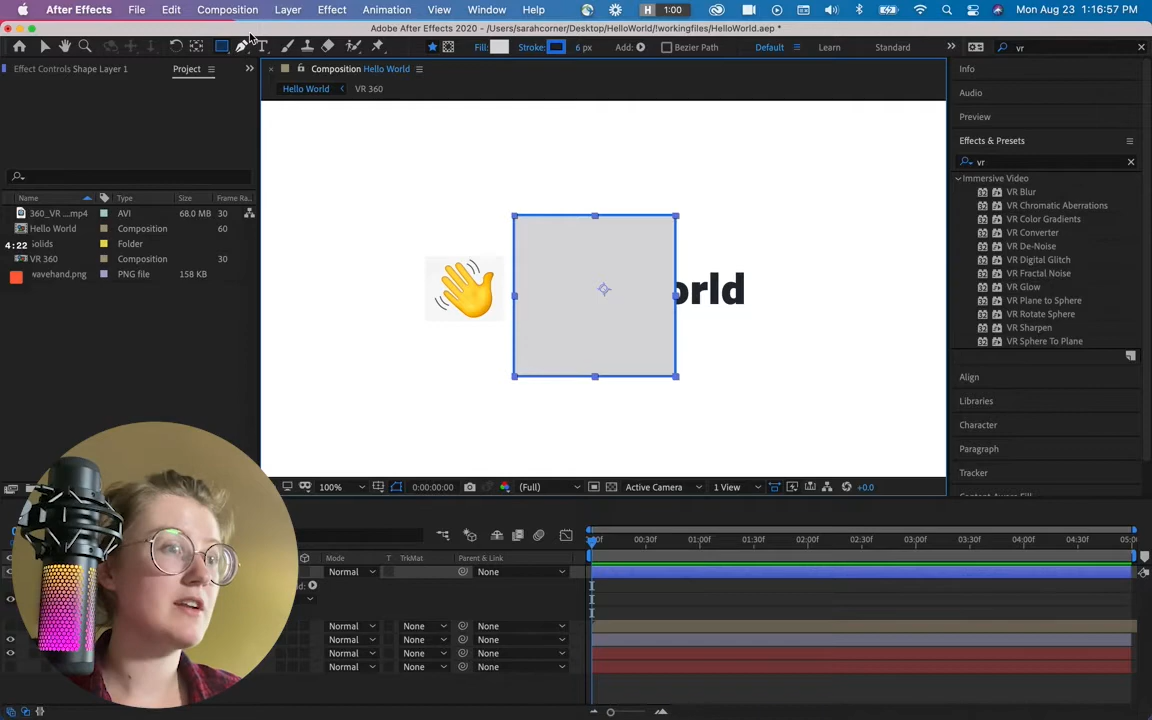 After Effects File Edit Composition Layer Effect Animation View Window Help H 1:00 Mon Aug 23 1:16:57 PM
Adobe After Effects 2020 - /Users/sarahcorner/Desktop/HelloWorld/!workingfiles/HelloWorld.aep *
Fill: Stroke: 6 px Add: Bezier Path Default Learn Standard vr
Effect Controls Shape Layer 1 Project
Composition Hello World
Hello World VR 360
Info
Audio
Preview
Effects & Presets
vr
Name Type Size Frame Ra..
360_VR ....mp4 AVI 68.0 MB 30
Hello World Composition 60
4:22 Solids Folder
VR 360 Composition 30
wavehand.png PNG file 158 KB
orld
Immersive Video
VR Blur
VR Chromatic Aberrations
VR Color Gradients
VR Converter
VR De-Noise
VR Digital Glitch
VR Fractal Noise
VR Glow
VR Plane to Sphere
VR Rotate Sphere
VR Sharpen
VR Sphere To Plane
Align
Libraries
Character
Paragraph
Tracker
100% 0:00:00:00 (Full) Active Camera 1 View +0.0
Mode T TrkMat Parent & Link
00:30f 01:00f 01:30f 02:00f 02:30f 03:00f 03:30f 04:00f 04:30f
Normal None
Normal None None
Normal None None
Normal None None
Normal None None